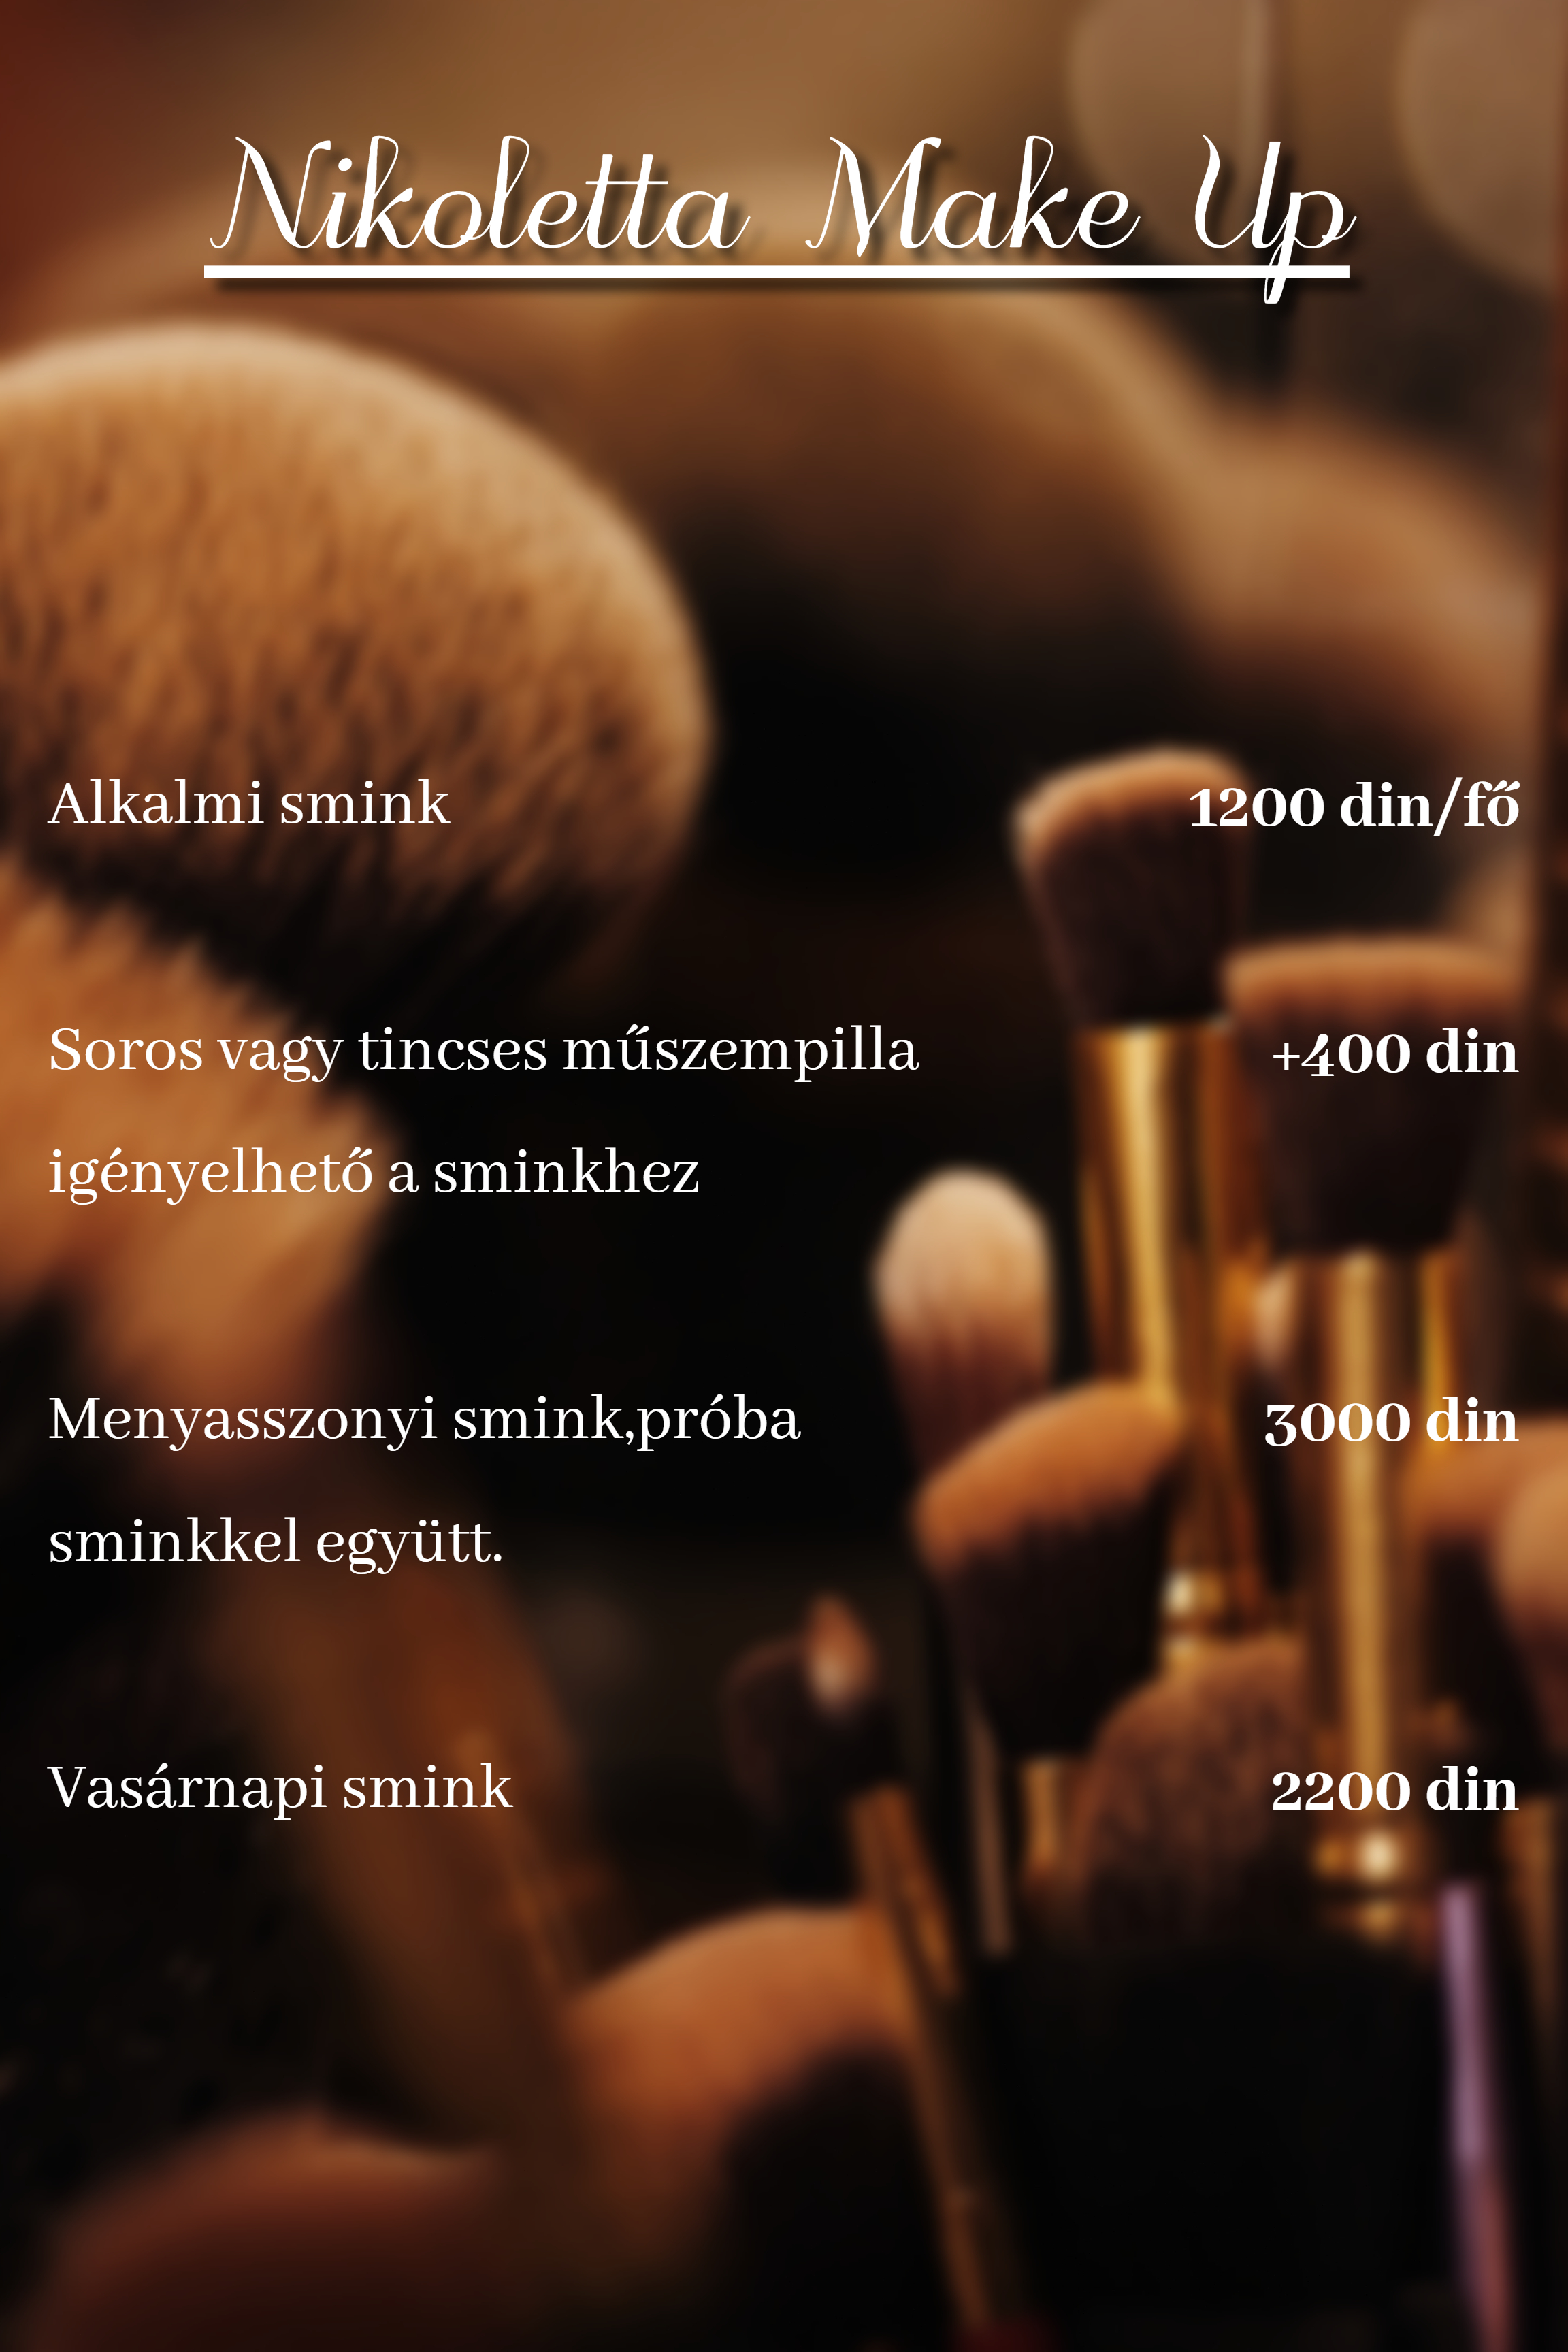 Nikoletta Make Up
Alkalmi smink 1200 din/fő
Soros vagy tincses műszempilla +400 din
igényelhető a sminkhez
Menyasszonyi smink,próba 3000 din
sminkkel együtt.
Vasárnapi smink 2200 din